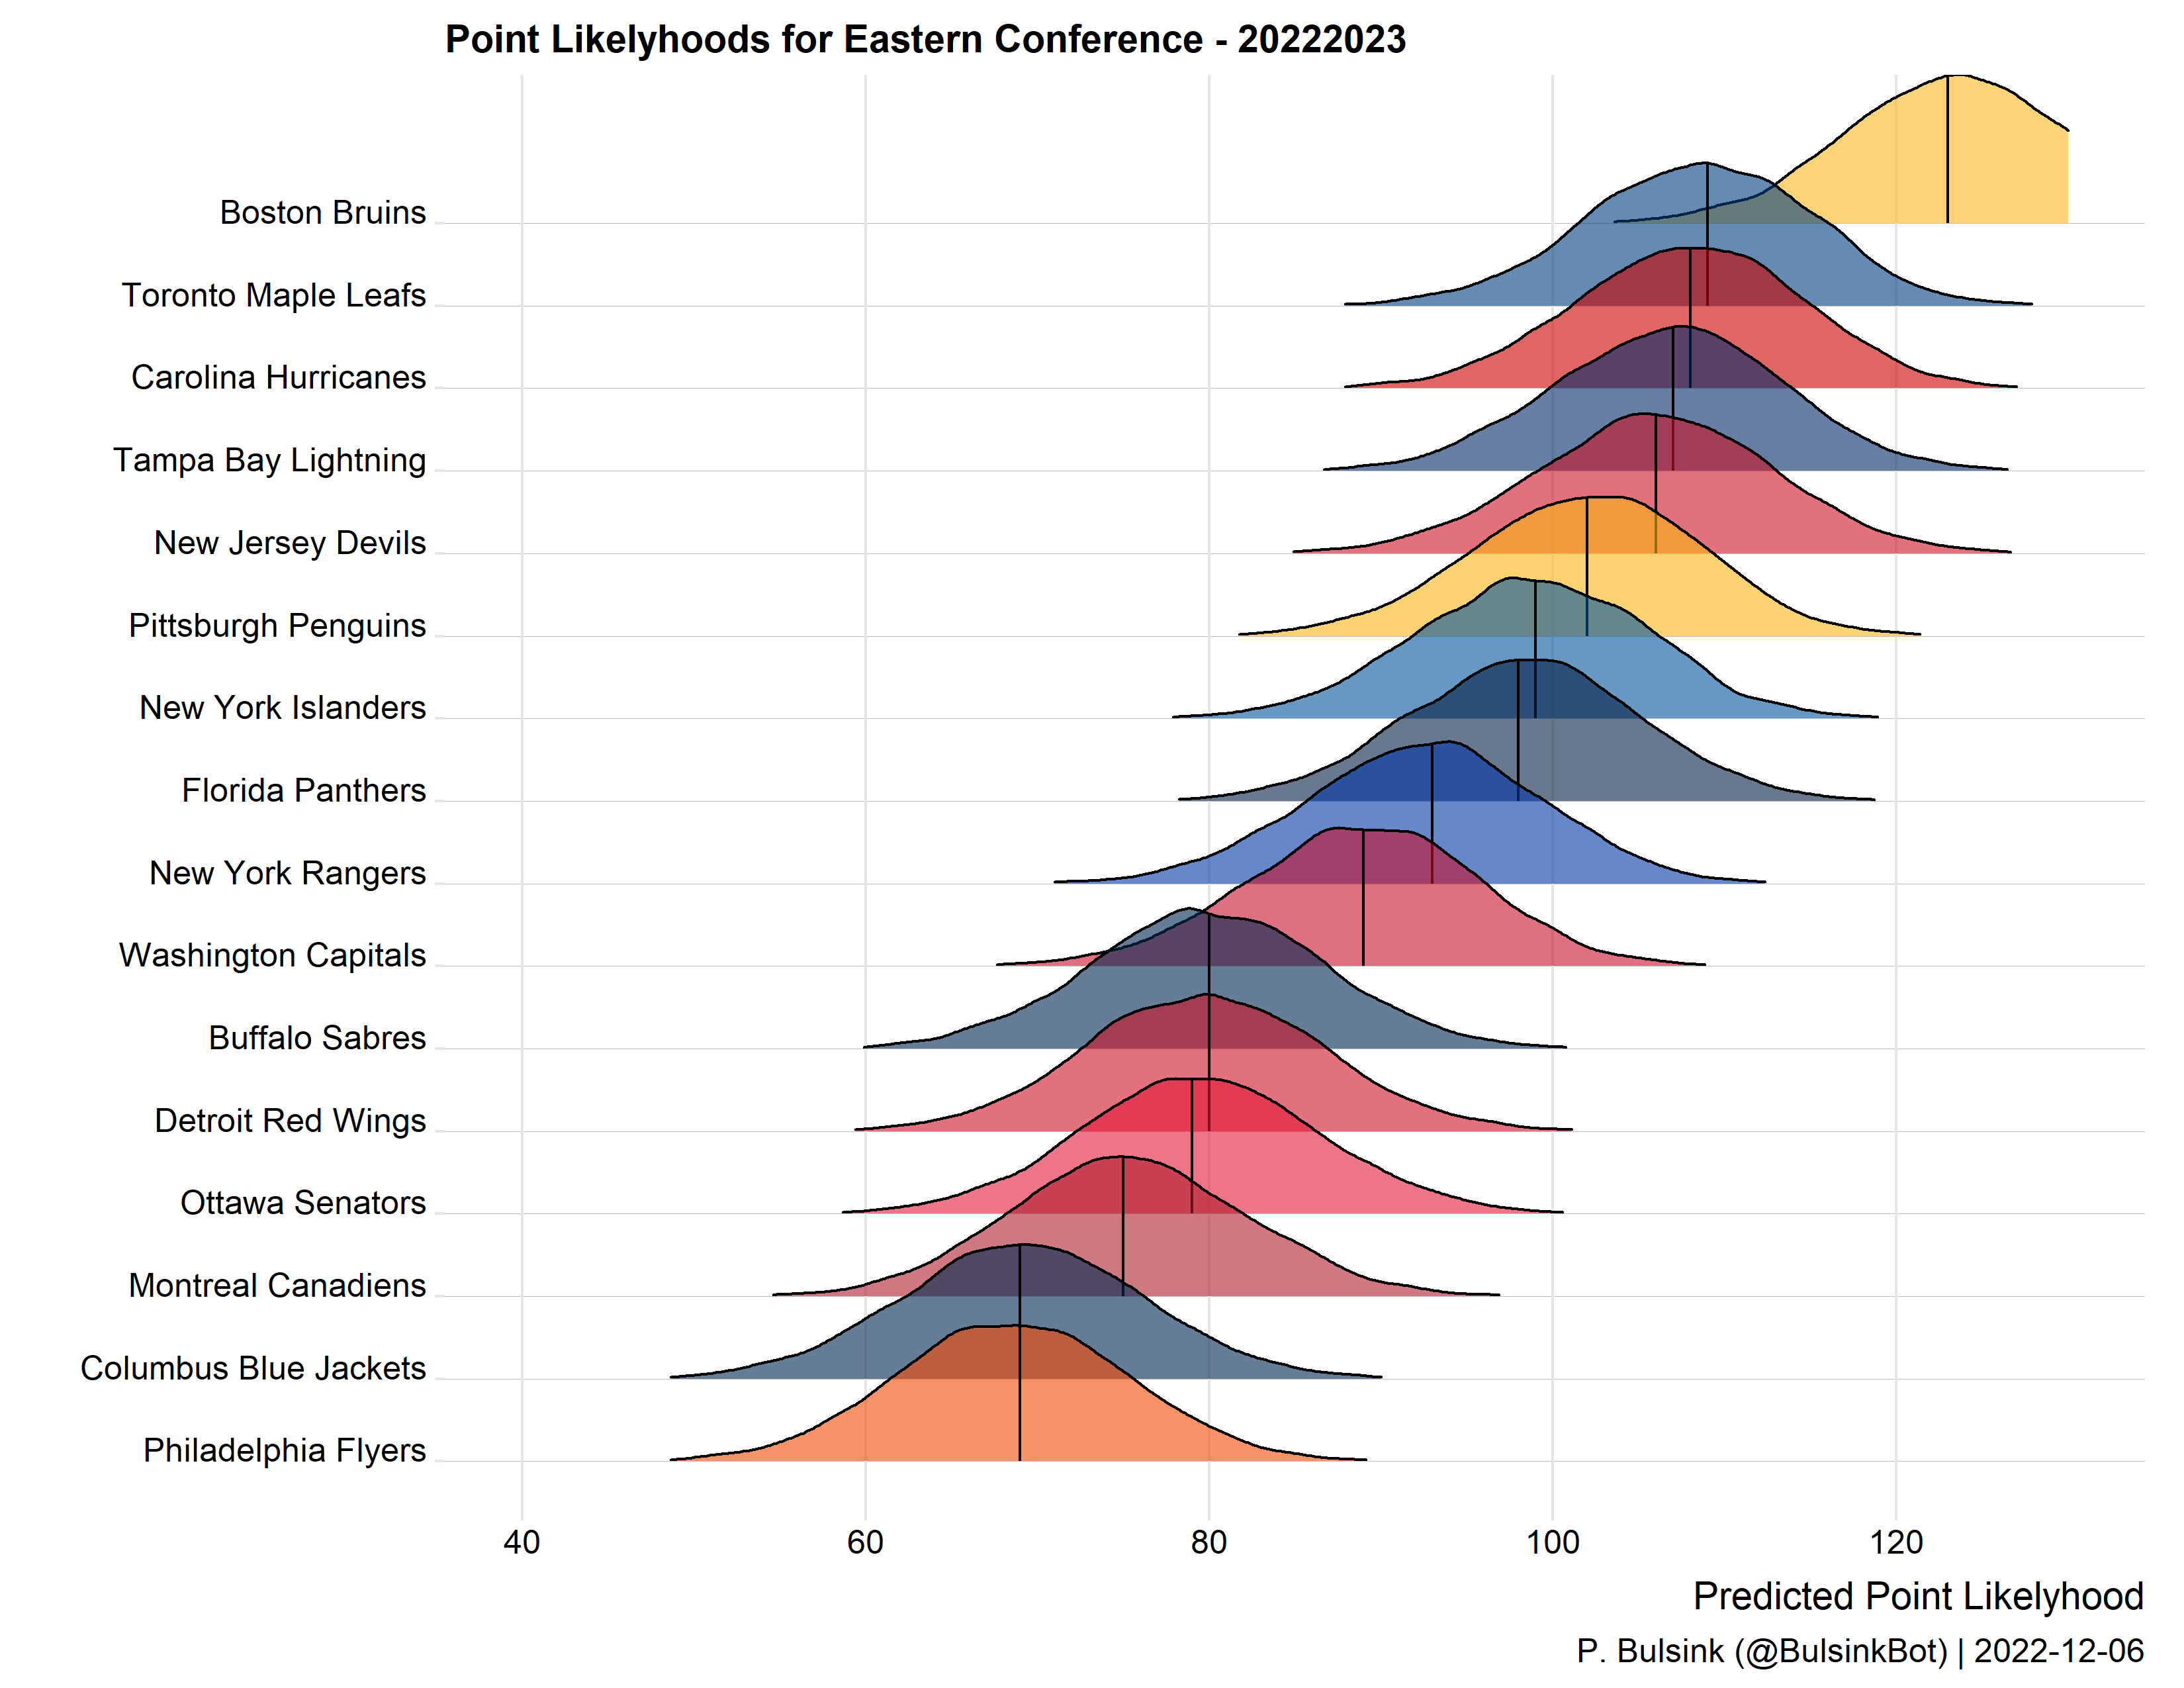 Point Likelyhoods for Eastern Conference - 20222023
Boston Bruins
Toronto Maple Leafs
Carolina Hurricanes
Tampa Bay Lightning
New Jersey Devils
Pittsburgh Penguins
New York Islanders
Florida Panthers
New York Rangers
Washington Capitals
Buffalo Sabres
Detroit Red Wings
Ottawa Senators
Montreal Canadiens
Columbus Blue Jackets
Philadelphia Flyers
40 60 80 100 120
Predicted Point Likelyhood
P. Bulsink (@BulsinkBot) | 2022-12-06